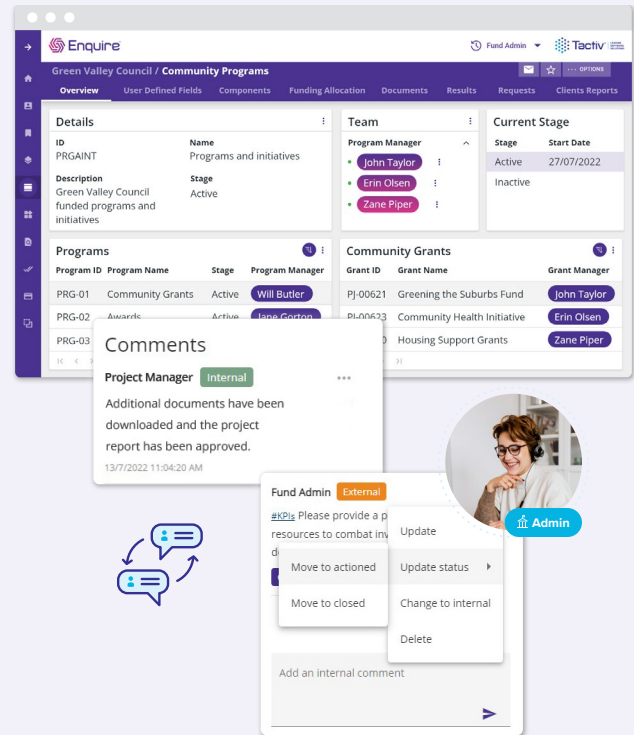 Enquire
Fund Admin
Tactiv
Green Valley Council / Community Programs
OPTIONS
Overview User Defined Fields Components Funding Allocation Documents Results Requests Clients Reports
Details
ID Name
PRGAINT Programs and initiatives
Description Stage
Green Valley Council Active
funded programs and
initiatives
Team
Program Manager
John Taylor
Erin Olsen
Zane Piper
Current Stage
Stage Start Date
Active 27/07/2022
Inactive
Programs
Program ID Program Name Stage Program Manager
PRG-01 Community Grants Active Will Butler
PRG-02 Awards Active Jane Gorton
PRG-03
Community Grants
Grant ID Grant Name Grant Manager
PJ-00621 Greening the Suburbs Fund John Taylor
PJ-00623 Community Health Initiative Erin Olsen
0 Housing Support Grants Zane Piper
Comments
Project Manager Internal
Additional documents have been
downloaded and the project
report has been approved.
13/7/2022 11:04:20 AM
Admin
Fund Admin External
#KPIs Please provide a p
resources to combat inv
Update
Move to actioned Update status
Move to closed Change to internal
Delete
Add an internal comment